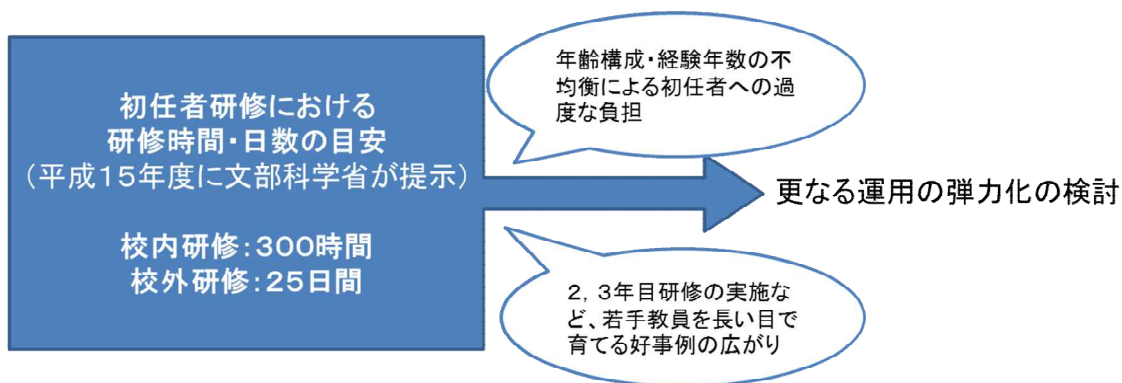 初任者研修における
研修時間・日数の目安
（平成１５年度に文部科学省が提示）
校内研修：３００時間
校外研修：２５日間
年齢構成・経験年数の不
均衡による初任者への過
度な負担
更なる運用の弾力化の検討
２，３年目研修の実施な
ど、若手教員を長い目で
育てる好事例の広がり